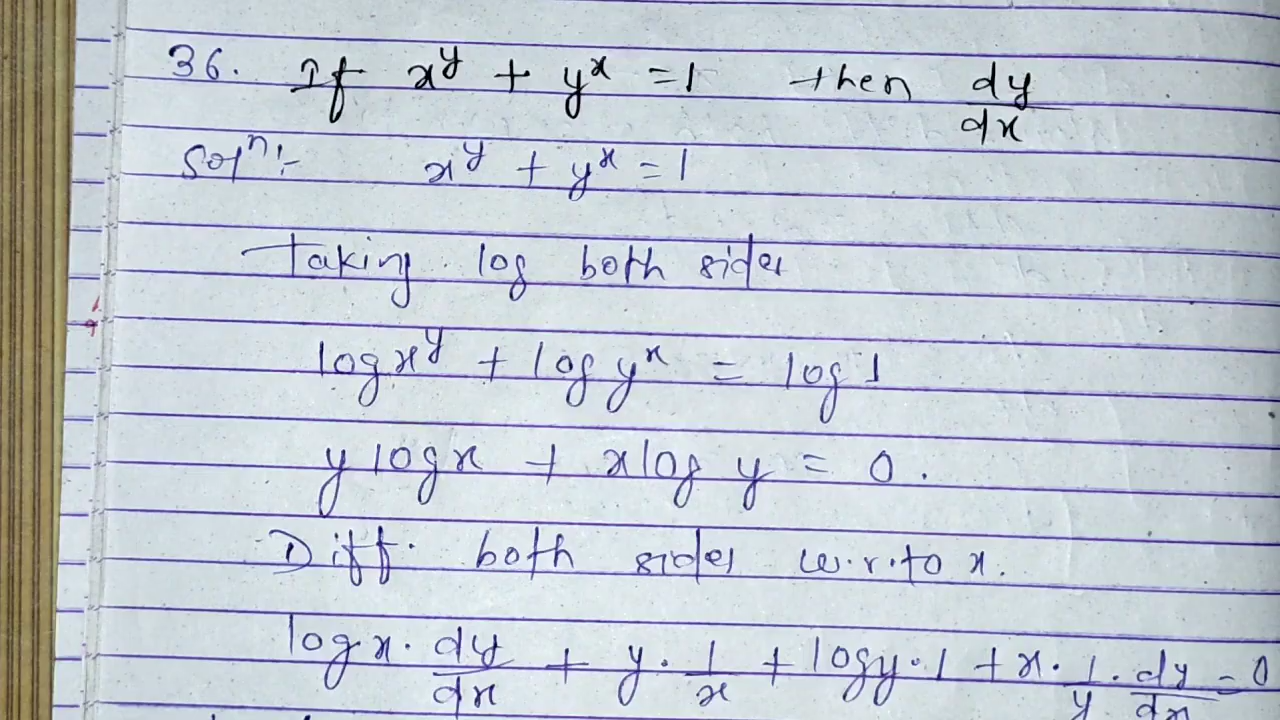 36. If x^y + y^x = 1 then dy/dx
Solⁿ:- x^y + y^x = 1
Taking log both sides
log x^y + log y^x = log 1
y log x + x log y = 0.
Diff. both sides w.r.to x.
log x · dy/dx + y · 1/x + log y · 1 + x · 1/y · dy/dx = 0